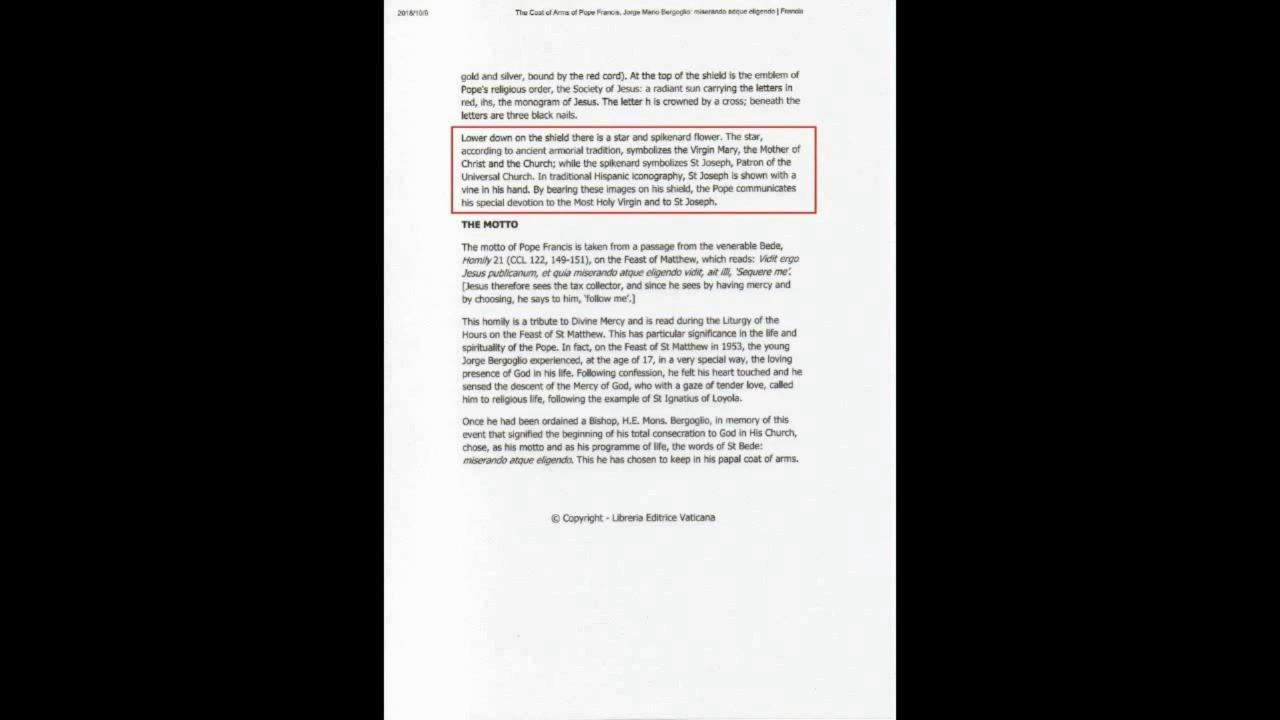 2018/10/9
The Coat of Arms of Pope Francis, Jorge Mario Bergoglio: miserando atque eligendo | Francis
gold and silver, bound by the red cord). At the top of the shield is the emblem of
Pope's religious order, the Society of Jesus: a radiant sun carrying the letters in
red, ihs, the monogram of Jesus. The letter h is crowned by a cross; beneath the
letters are three black nails.
Lower down on the shield there is a star and spikenard flower. The star,
according to ancient armorial tradition, symbolizes the Virgin Mary, the Mother of
Christ and the Church; while the spikenard symbolizes St Joseph, Patron of the
Universal Church. In traditional Hispanic iconography, St Joseph is shown with a
vine in his hand. By bearing these images on his shield, the Pope communicates
his special devotion to the Most Holy Virgin and to St Joseph.
THE MOTTO
The motto of Pope Francis is taken from a passage from the venerable Bede,
Homily 21 (CCL 122, 149-151), on the Feast of Matthew, which reads: Vidit ergo
Jesus publicanum, et quia miserando atque eligendo vidit, ait illi, 'Sequere me'.
[Jesus therefore sees the tax collector, and since he sees by having mercy and
by choosing, he says to him, 'follow me'.]
This homily is a tribute to Divine Mercy and is read during the Liturgy of the
Hours on the Feast of St Matthew. This has particular significance in the life and
spirituality of the Pope. In fact, on the Feast of St Matthew in 1953, the young
Jorge Bergoglio experienced, at the age of 17, in a very special way, the loving
presence of God in his life. Following confession, he felt his heart touched and he
sensed the descent of the Mercy of God, who with a gaze of tender love, called
him to religious life, following the example of St Ignatius of Loyola.
Once he had been ordained a Bishop, H.E. Mons. Bergoglio, in memory of this
event that signified the beginning of his total consecration to God in His Church,
chose, as his motto and as his programme of life, the words of St Bede:
miserando atque eligendo. This he has chosen to keep in his papal coat of arms.
© Copyright - Libreria Editrice Vaticana